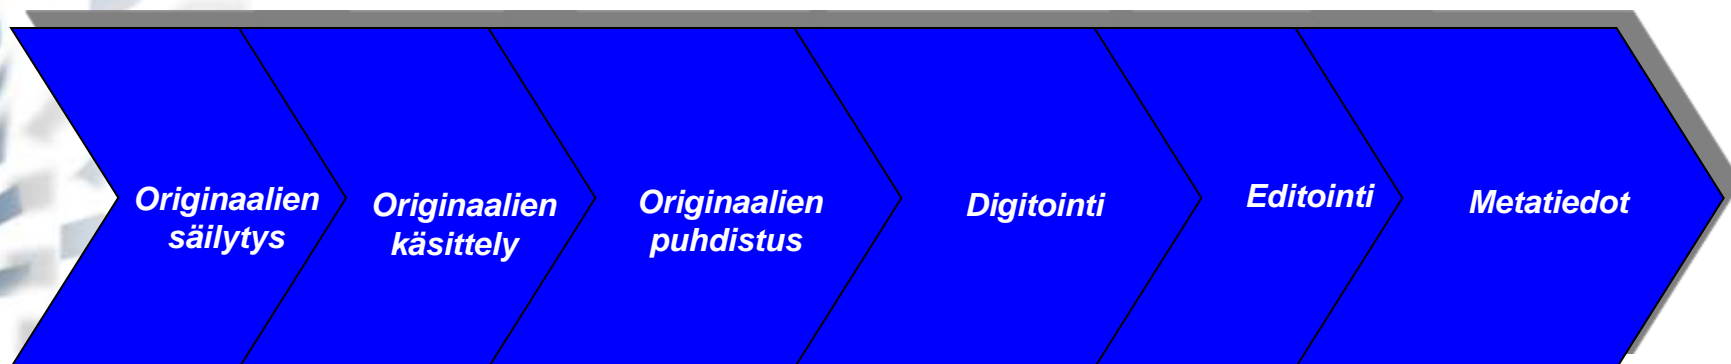 Originaalien
säilytys
Originaalien
käsittely
Originaalien
puhdistus
Digitointi
Editointi
Metatiedot